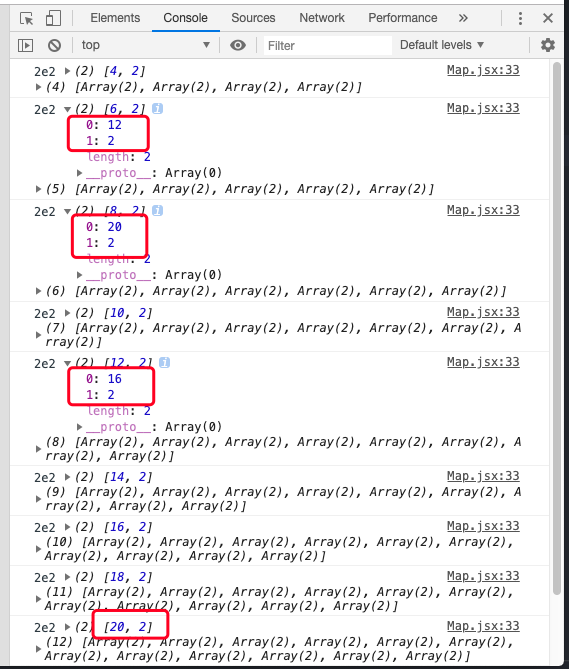 Elements Console Sources Network Performance »
top ▼ Filter Default levels ▼
2e2 ▶(2) [4, 2] Map.jsx:33
▶(4) [Array(2), Array(2), Array(2), Array(2)]
2e2 ▼(2) [6, 2] i Map.jsx:33
0: 12
1: 2
length: 2
▶__proto__: Array(0)
▶(5) [Array(2), Array(2), Array(2), Array(2), Array(2)]
2e2 ▼(2) [8, 2] i Map.jsx:33
0: 20
1: 2
length: 2
▶__proto__: Array(0)
▶(6) [Array(2), Array(2), Array(2), Array(2), Array(2), Array(2)]
2e2 ▶(2) [10, 2] Map.jsx:33
(7) [Array(2), Array(2), Array(2), Array(2), Array(2), Array(2), A
▶rray(2)]
2e2 ▼(2) [12, 2] i Map.jsx:33
0: 16
1: 2
length: 2
▶__proto__: Array(0)
(8) [Array(2), Array(2), Array(2), Array(2), Array(2), Array(2), A
▶rray(2), Array(2)]
2e2 ▶(2) [14, 2] Map.jsx:33
(9) [Array(2), Array(2), Array(2), Array(2), Array(2), Array(2), A
▶rray(2), Array(2), Array(2)]
2e2 ▶(2) [16, 2] Map.jsx:33
(10) [Array(2), Array(2), Array(2), Array(2), Array(2), Array(2),
▶Array(2), Array(2), Array(2), Array(2)]
2e2 ▶(2) [18, 2] Map.jsx:33
(11) [Array(2), Array(2), Array(2), Array(2), Array(2), Array(2),
▶Array(2), Array(2), Array(2), Array(2), Array(2)]
2e2 ▶(2) [20, 2] Map.jsx:33
(12) [Array(2), Array(2), Array(2), Array(2), Array(2), Array(2),
▶Array(2), Array(2), Array(2), Array(2), Array(2), Array(2)]